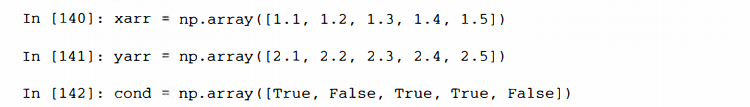 In [140]: xarr = np.array([1.1, 1.2, 1.3, 1.4, 1.5])
In [141]: yarr = np.array([2.1, 2.2, 2.3, 2.4, 2.5])
In [142]: cond = np.array([True, False, True, True, False])